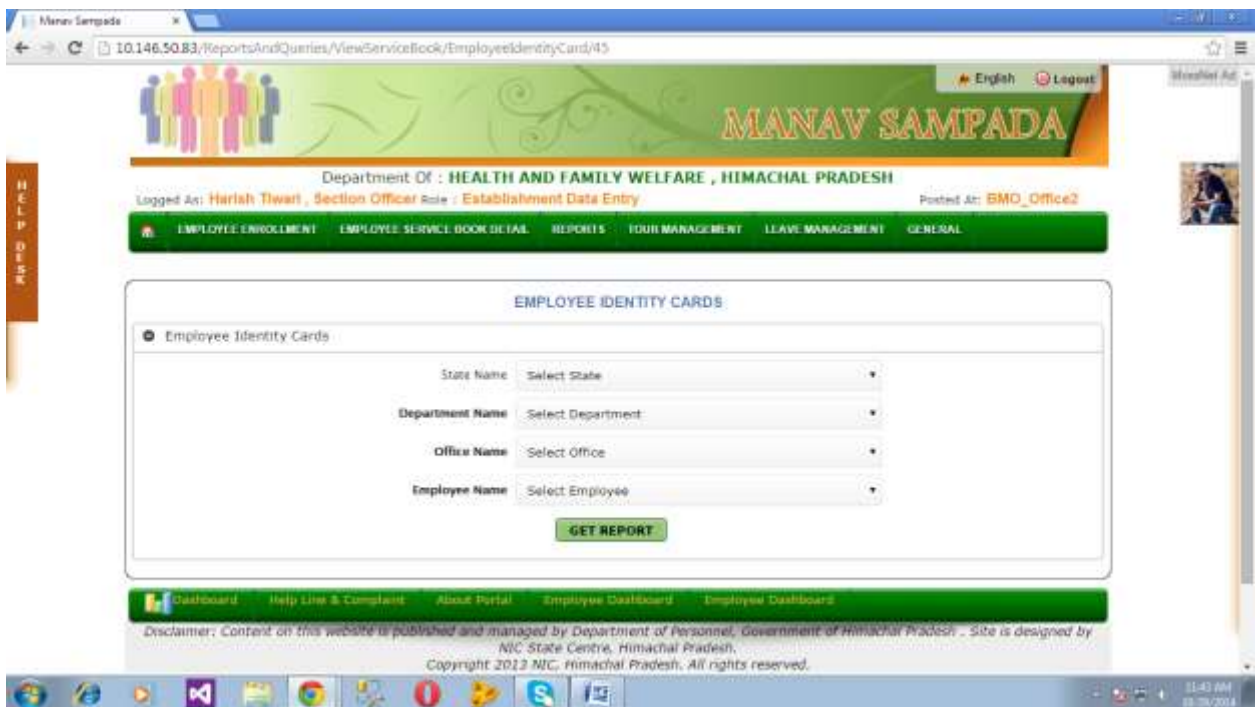 Manav Sampada
10.146.50.83/ReportsAndQueries/ViewServiceBook/EmployeeIdentityCard/45
English Logout
MANAV SAMPADA
Department Of : HEALTH AND FAMILY WELFARE , HIMACHAL PRADESH
Logged As: Harish Tiwari , Section Officer Role : Establishment Data Entry Posted At: BMO_Office2
HELP DESK
EMPLOYEE ENROLLMENT EMPLOYEE SERVICE BOOK DETAIL REPORTS TOUR MANAGEMENT LEAVE MANAGEMENT GENERAL
EMPLOYEE IDENTITY CARDS
Employee Identity Cards
State Name Select State
Department Name Select Department
Office Name Select Office
Employee Name Select Employee
GET REPORT
Dashboard Help Line & Complaint About Portal Employee Dashboard Employee Dashboard
Disclaimer: Content on this website is published and managed by Department of Personnel, Government of Himachal Pradesh . Site is designed by
NIC State Centre, Himachal Pradesh.
Copyright 2013 NIC, Himachal Pradesh. All rights reserved.
11:43 AM